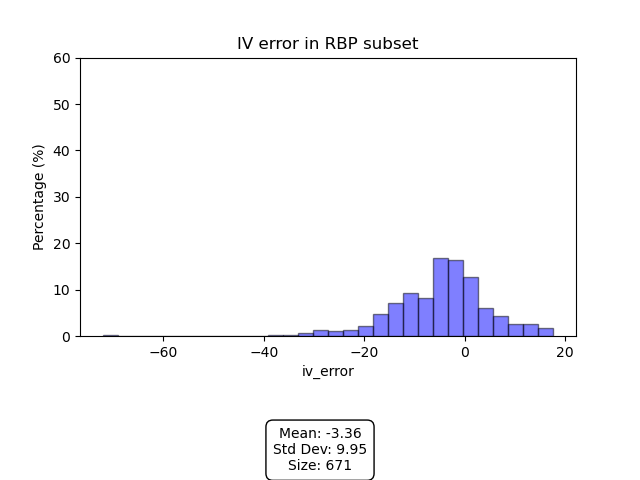 IV error in RBP subset
60
50
40
30
20
10
0
Percentage (%)
−60
−40
−20
0
20
iv_error
Mean: -3.36
Std Dev: 9.95
Size: 671